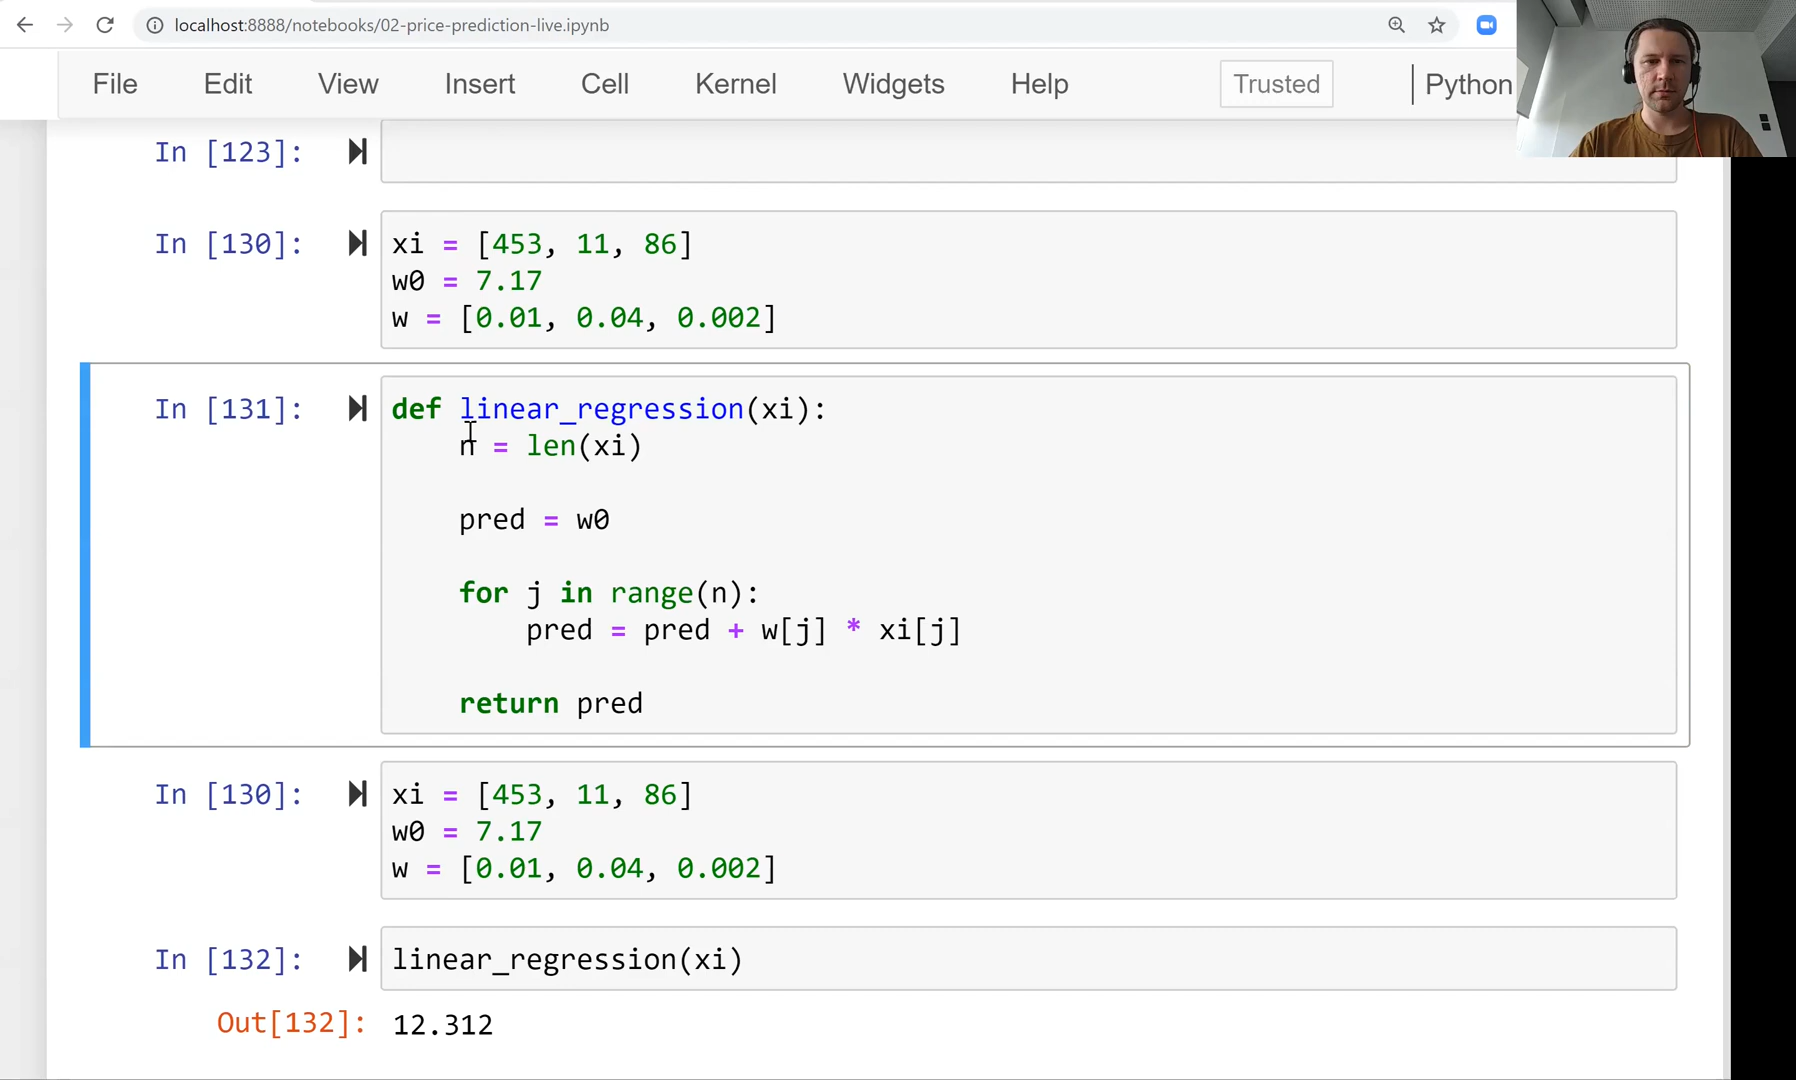 localhost:8888/notebooks/02-price-prediction-live.ipynb
File Edit View Insert Cell Kernel Widgets Help Trusted Python
In [123]:
In [130]:
xi = [453, 11, 86]
w0 = 7.17
w = [0.01, 0.04, 0.002]
In [131]:
def linear_regression(xi):
n = len(xi)
pred = w0
for j in range(n):
pred = pred + w[j] * xi[j]
return pred
In [130]:
xi = [453, 11, 86]
w0 = 7.17
w = [0.01, 0.04, 0.002]
In [132]:
linear_regression(xi)
Out[132]:
12.312